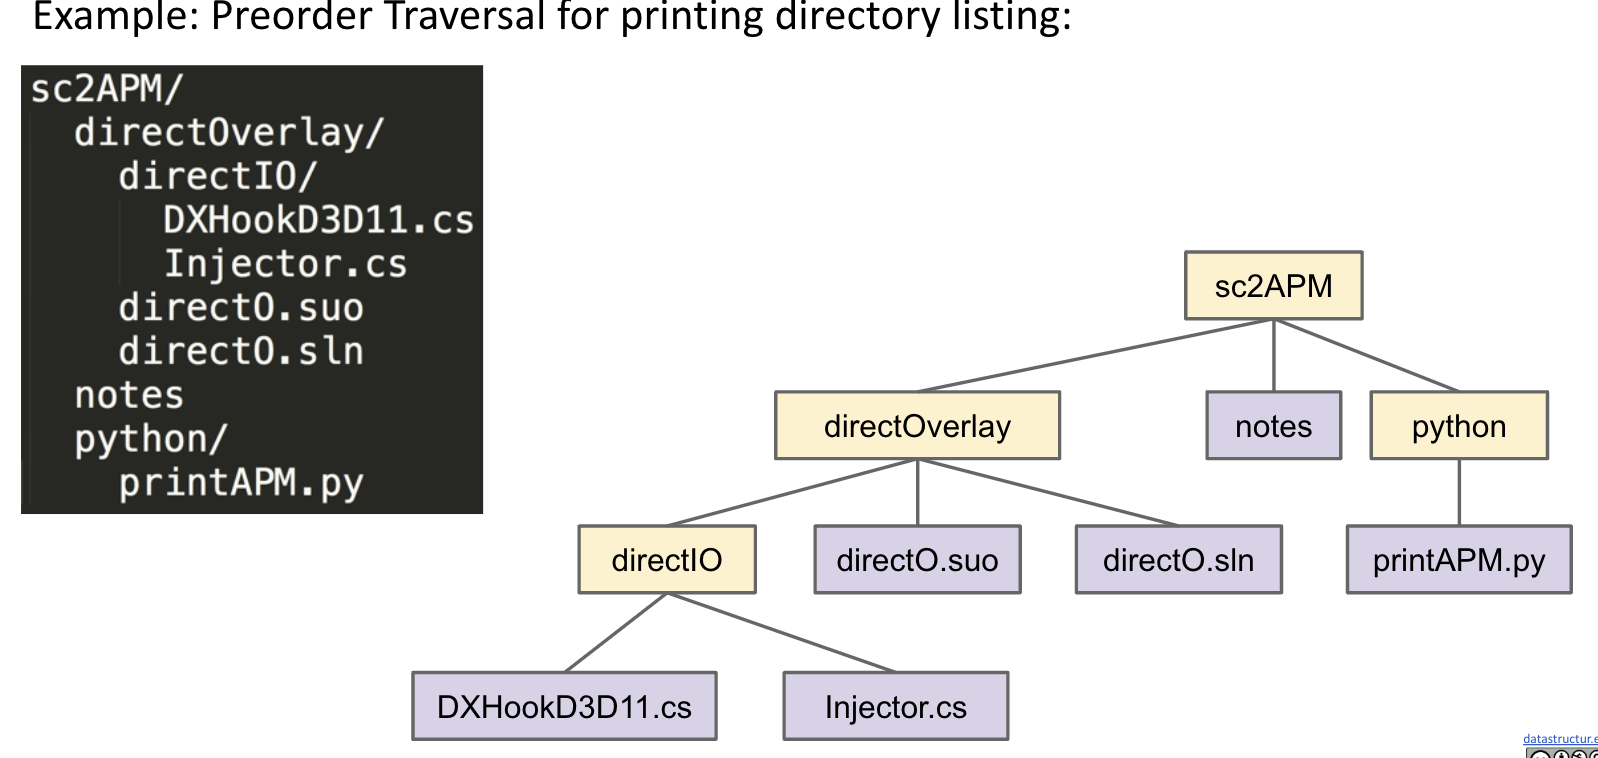 Example: Preorder Traversal for printing directory listing:
sc2APM/
directOverlay/
directIO/
DXHookD3D11.cs
Injector.cs
directO.suo
directO.sln
notes
python/
printAPM.py
sc2APM
directOverlay
notes
python
directIO
directO.suo
directO.sln
printAPM.py
DXHookD3D11.cs
Injector.cs
datastructur.e